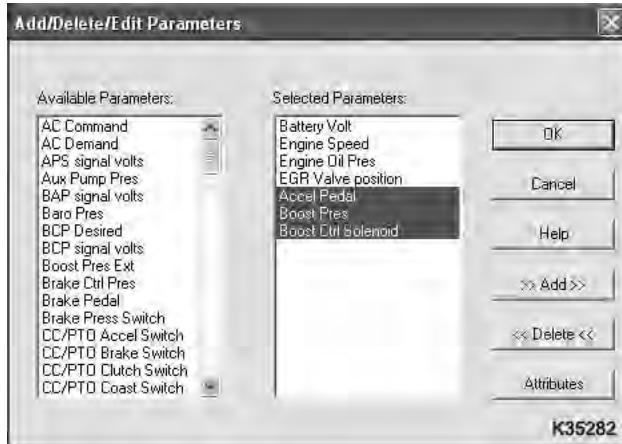 Add/Delete/Edit Parameters
Available Parameters:
AC Command
AC Demand
APS signal volts
Aux Pump Pres
BAP signal volts
Baro Pres
BCP Desired
BCP signal volts
Boost Pres Ext
Brake Ctrl Pres
Brake Pedal
Brake Press Switch
CC/PTO Accel Switch
CC/PTO Brake Switch
CC/PTO Clutch Switch
CC/PTO Coast Switch
Selected Parameters:
Battery Volt
Engine Speed
Engine Oil Pres
EGR Valve position
Accel Pedal
Boost Pres
Boost Ctrl Solenoid
OK
Cancel
Help
>> Add >>
<< Delete <<
Attributes
K35282